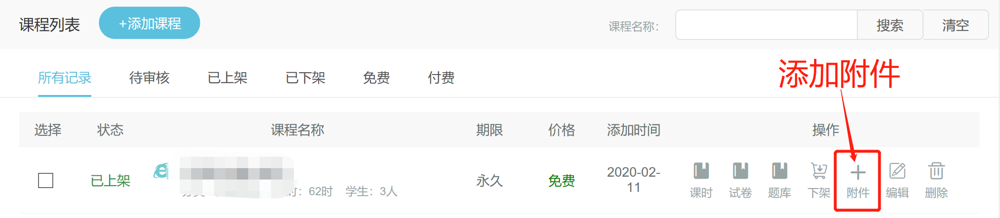 课程列表 +添加课程 课程名称： 搜索 清空
添加附件
所有记录 待审核 已上架 已下架 免费 付费
选择 状态 课程名称 期限 价格 添加时间 操作
已上架 时：62时 学生：3人 永久 免费 2020-02-
11
课时 试卷 题库 下架 附件 编辑 删除